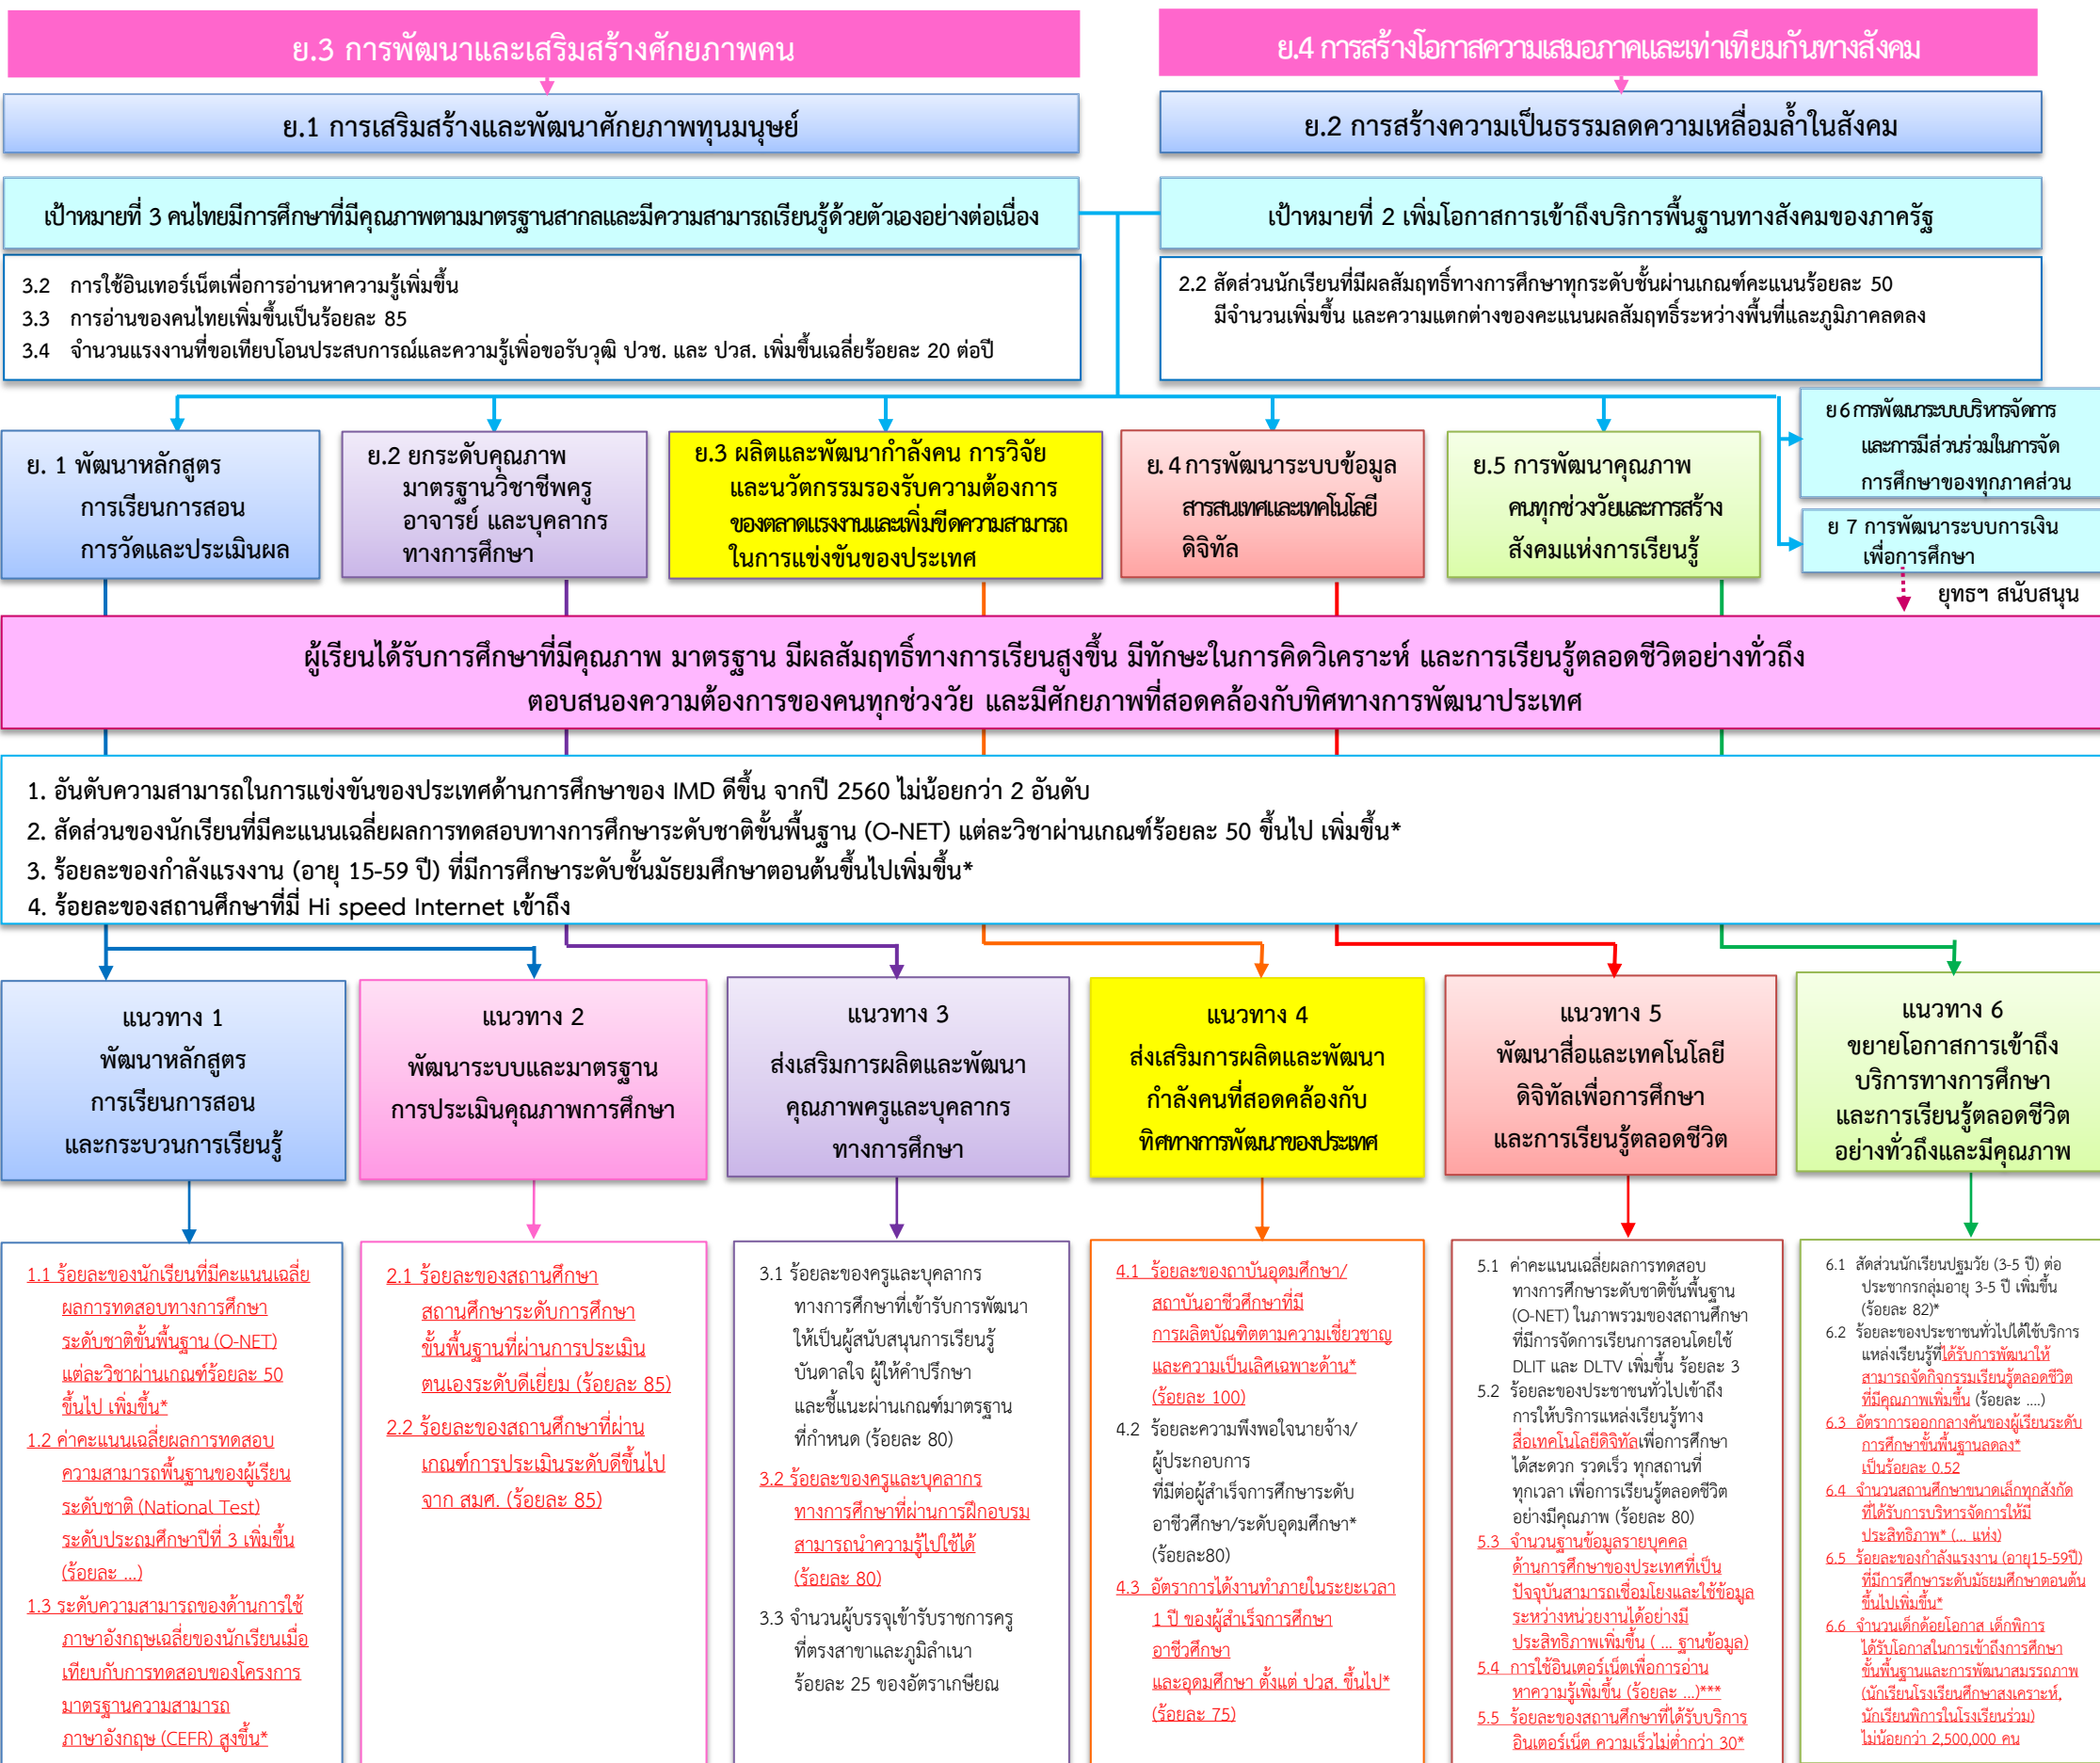 ย.3 การพัฒนาและเสริมสร้างศักยภาพคน
ย.4 การสร้างโอกาสความเสมอภาคและเท่าเทียมกันทางสังคม
ย.1 การเสริมสร้างและพัฒนาศักยภาพทุนมนุษย์
ย.2 การสร้างความเป็นธรรมลดความเหลื่อมล้ำในสังคม
เป้าหมายที่ 3 คนไทยมีการศึกษาที่มีคุณภาพตามมาตรฐานสากลและมีความสามารถเรียนรู้ด้วยตัวเองอย่างต่อเนื่อง
เป้าหมายที่ 2 เพิ่มโอกาสการเข้าถึงบริการพื้นฐานทางสังคมของภาครัฐ
3.2 การใช้อินเทอร์เน็ตเพื่อการอ่านหาความรู้เพิ่มขึ้น
3.3 การอ่านของคนไทยเพิ่มขึ้นเป็นร้อยละ 85
3.4 จำนวนแรงงานที่ขอเทียบโอนประสบการณ์และความรู้เพื่อขอรับวุฒิ ปวช. และ ปวส. เพิ่มขึ้นเฉลี่ยร้อยละ 20 ต่อปี
2.2 สัดส่วนนักเรียนที่มีผลสัมฤทธิ์ทางการศึกษาทุกระดับชั้นผ่านเกณฑ์คะแนนร้อยละ 50
มีจำนวนเพิ่มขึ้น และความแตกต่างของคะแนนผลสัมฤทธิ์ระหว่างพื้นที่และภูมิภาคลดลง
ย. 1 พัฒนาหลักสูตร
การเรียนการสอน
การวัดและประเมินผล
ย.2 ยกระดับคุณภาพ
มาตรฐานวิชาชีพครู
อาจารย์ และบุคลากร
ทางการศึกษา
ย.3 ผลิตและพัฒนากำลังคน การวิจัย
และนวัตกรรมรองรับความต้องการ
ของตลาดแรงงานและเพิ่มขีดความสามารถ
ในการแข่งขันของประเทศ
ย. 4 การพัฒนาระบบข้อมูล
สารสนเทศและเทคโนโลยี
ดิจิทัล
ย.5 การพัฒนาคุณภาพ
คนทุกช่วงวัยและการสร้าง
สังคมแห่งการเรียนรู้
ย 6 การพัฒนาระบบบริหารจัดการ
และการมีส่วนร่วมในการจัด
การศึกษาของทุกภาคส่วน
ย 7 การพัฒนาระบบการเงิน
เพื่อการศึกษา
ยุทธฯ สนับสนุน
ผู้เรียนได้รับการศึกษาที่มีคุณภาพ มาตรฐาน มีผลสัมฤทธิ์ทางการเรียนสูงขึ้น มีทักษะในการคิดวิเคราะห์ และการเรียนรู้ตลอดชีวิตอย่างทั่วถึง
ตอบสนองความต้องการของคนทุกช่วงวัย และมีศักยภาพที่สอดคล้องกับทิศทางการพัฒนาประเทศ
1. อันดับความสามารถในการแข่งขันของประเทศด้านการศึกษาของ IMD ดีขึ้น จากปี 2560 ไม่น้อยกว่า 2 อันดับ
2. สัดส่วนของนักเรียนที่มีคะแนนเฉลี่ยผลการทดสอบทางการศึกษาระดับชาติขั้นพื้นฐาน (O-NET) แต่ละวิชาผ่านเกณฑ์ร้อยละ 50 ขึ้นไป เพิ่มขึ้น*
3. ร้อยละของกำลังแรงงาน (อายุ 15-59 ปี) ที่มีการศึกษาระดับชั้นมัธยมศึกษาตอนต้นขึ้นไปเพิ่มขึ้น*
4. ร้อยละของสถานศึกษาที่มี่ Hi speed Internet เข้าถึง
แนวทาง 1
พัฒนาหลักสูตร
การเรียนการสอน
และกระบวนการเรียนรู้
แนวทาง 2
พัฒนาระบบและมาตรฐาน
การประเมินคุณภาพการศึกษา
แนวทาง 3
ส่งเสริมการผลิตและพัฒนา
คุณภาพครูและบุคลากร
ทางการศึกษา
แนวทาง 4
ส่งเสริมการผลิตและพัฒนา
กำลังคนที่สอดคล้องกับ
ทิศทางการพัฒนาของประเทศ
แนวทาง 5
พัฒนาสื่อและเทคโนโลยี
ดิจิทัลเพื่อการศึกษา
และการเรียนรู้ตลอดชีวิต
แนวทาง 6
ขยายโอกาสการเข้าถึง
บริการทางการศึกษา
และการเรียนรู้ตลอดชีวิต
อย่างทั่วถึงและมีคุณภาพ
1.1 ร้อยละของนักเรียนที่มีคะแนนเฉลี่ย
ผลการทดสอบทางการศึกษา
ระดับชาติขั้นพื้นฐาน (O-NET)
แต่ละวิชาผ่านเกณฑ์ร้อยละ 50
ขึ้นไป เพิ่มขึ้น*
1.2 ค่าคะแนนเฉลี่ยผลการทดสอบ
ความสามารถพื้นฐานของผู้เรียน
ระดับชาติ (National Test)
ระดับประถมศึกษาปีที่ 3 เพิ่มขึ้น
(ร้อยละ ...)
1.3 ระดับความสามารถของด้านการใช้
ภาษาอังกฤษเฉลี่ยของนักเรียนเมื่อ
เทียบกับการทดสอบของโครงการ
มาตรฐานความสามารถ
ภาษาอังกฤษ (CEFR) สูงขึ้น*
2.1 ร้อยละของสถานศึกษา
สถานศึกษาระดับการศึกษา
ขั้นพื้นฐานที่ผ่านการประเมิน
ตนเองระดับดีเยี่ยม (ร้อยละ 85)
2.2 ร้อยละของสถานศึกษาที่ผ่าน
เกณฑ์การประเมินระดับดีขึ้นไป
จาก สมศ. (ร้อยละ 85)
3.1 ร้อยละของครูและบุคลากร
ทางการศึกษาที่เข้ารับการพัฒนา
ให้เป็นผู้สนับสนุนการเรียนรู้
บันดาลใจ ผู้ให้คำปรึกษา
และชี้แนะผ่านเกณฑ์มาตรฐาน
ที่กำหนด (ร้อยละ 80)
3.2 ร้อยละของครูและบุคลากร
ทางการศึกษาที่ผ่านการฝึกอบรม
สามารถนำความรู้ไปใช้ได้
(ร้อยละ 80)
3.3 จำนวนผู้บรรจุเข้ารับราชการครู
ที่ตรงสาขาและภูมิลำเนา
ร้อยละ 25 ของอัตราเกษียณ
4.1 ร้อยละของถาบันอุดมศึกษา/
สถาบันอาชีวศึกษาที่มี
การผลิตบัณฑิตตามความเชี่ยวชาญ
และความเป็นเลิศเฉพาะด้าน*
(ร้อยละ 100)
4.2 ร้อยละความพึงพอใจนายจ้าง/
ผู้ประกอบการ
ที่มีต่อผู้สำเร็จการศึกษาระดับ
อาชีวศึกษา/ระดับอุดมศึกษา*
(ร้อยละ80)
4.3 อัตราการได้งานทำภายในระยะเวลา
1 ปี ของผู้สำเร็จการศึกษา
อาชีวศึกษา
และอุดมศึกษา ตั้งแต่ ปวส. ขึ้นไป*
(ร้อยละ 75)
5.1 ค่าคะแนนเฉลี่ยผลการทดสอบ
ทางการศึกษาระดับชาติขั้นพื้นฐาน
(O-NET) ในภาพรวมของสถานศึกษา
ที่มีการจัดการเรียนการสอนโดยใช้
DLIT และ DLTV เพิ่มขึ้น ร้อยละ 3
5.2 ร้อยละของประชาชนทั่วไปเข้าถึง
การให้บริการแหล่งเรียนรู้ทาง
สื่อเทคโนโลยีดิจิทัลเพื่อการศึกษา
ได้สะดวก รวดเร็ว ทุกสถานที่
ทุกเวลา เพื่อการเรียนรู้ตลอดชีวิต
อย่างมีคุณภาพ (ร้อยละ 80)
5.3 จำนวนฐานข้อมูลรายบุคคล
ด้านการศึกษาของประเทศที่เป็น
ปัจจุบันสามารถเชื่อมโยงและใช้ข้อมูล
ระหว่างหน่วยงานได้อย่างมี
ประสิทธิภาพเพิ่มขึ้น ( ... ฐานข้อมูล)
5.4 การใช้อินเตอร์เน็ตเพื่อการอ่าน
หาความรู้เพิ่มขึ้น (ร้อยละ ...)***
5.5 ร้อยละของสถานศึกษาที่ได้รับบริการ
อินเตอร์เน็ต ความเร็วไม่ต่ำกว่า 30*
6.1 สัดส่วนนักเรียนปฐมวัย (3-5 ปี) ต่อ
ประชากรกลุ่มอายุ 3-5 ปี เพิ่มขึ้น
(ร้อยละ 82)*
6.2 ร้อยละของประชาชนทั่วไปได้ใช้บริการ
แหล่งเรียนรู้ที่ได้รับการพัฒนาให้
สามารถจัดกิจกรรมเรียนรู้ตลอดชีวิต
ที่มีคุณภาพเพิ่มขึ้น (ร้อยละ ....)
6.3 อัตราการออกกลางคันของผู้เรียนระดับ
การศึกษาขั้นพื้นฐานลดลง*
เป็นร้อยละ 0.52
6.4 จำนวนสถานศึกษาขนาดเล็กทุกสังกัด
ที่ได้รับการบริหารจัดการให้มี
ประสิทธิภาพ* (... แห่ง)
6.5 ร้อยละของกำลังแรงงาน (อายุ15-59ปี)
ที่มีการศึกษาระดับมัธยมศึกษาตอนต้น
ขึ้นไปเพิ่มขึ้น*
6.6 จำนวนเด็กด้อยโอกาส เด็กพิการ
ได้รับโอกาสในการเข้าถึงการศึกษา
ขั้นพื้นฐานและการพัฒนาสมรรถภาพ
(นักเรียนโรงเรียนศึกษาสงเคราะห์,
นักเรียนพิการในโรงเรียนร่วม)
ไม่น้อยกว่า 2,500,000 คน